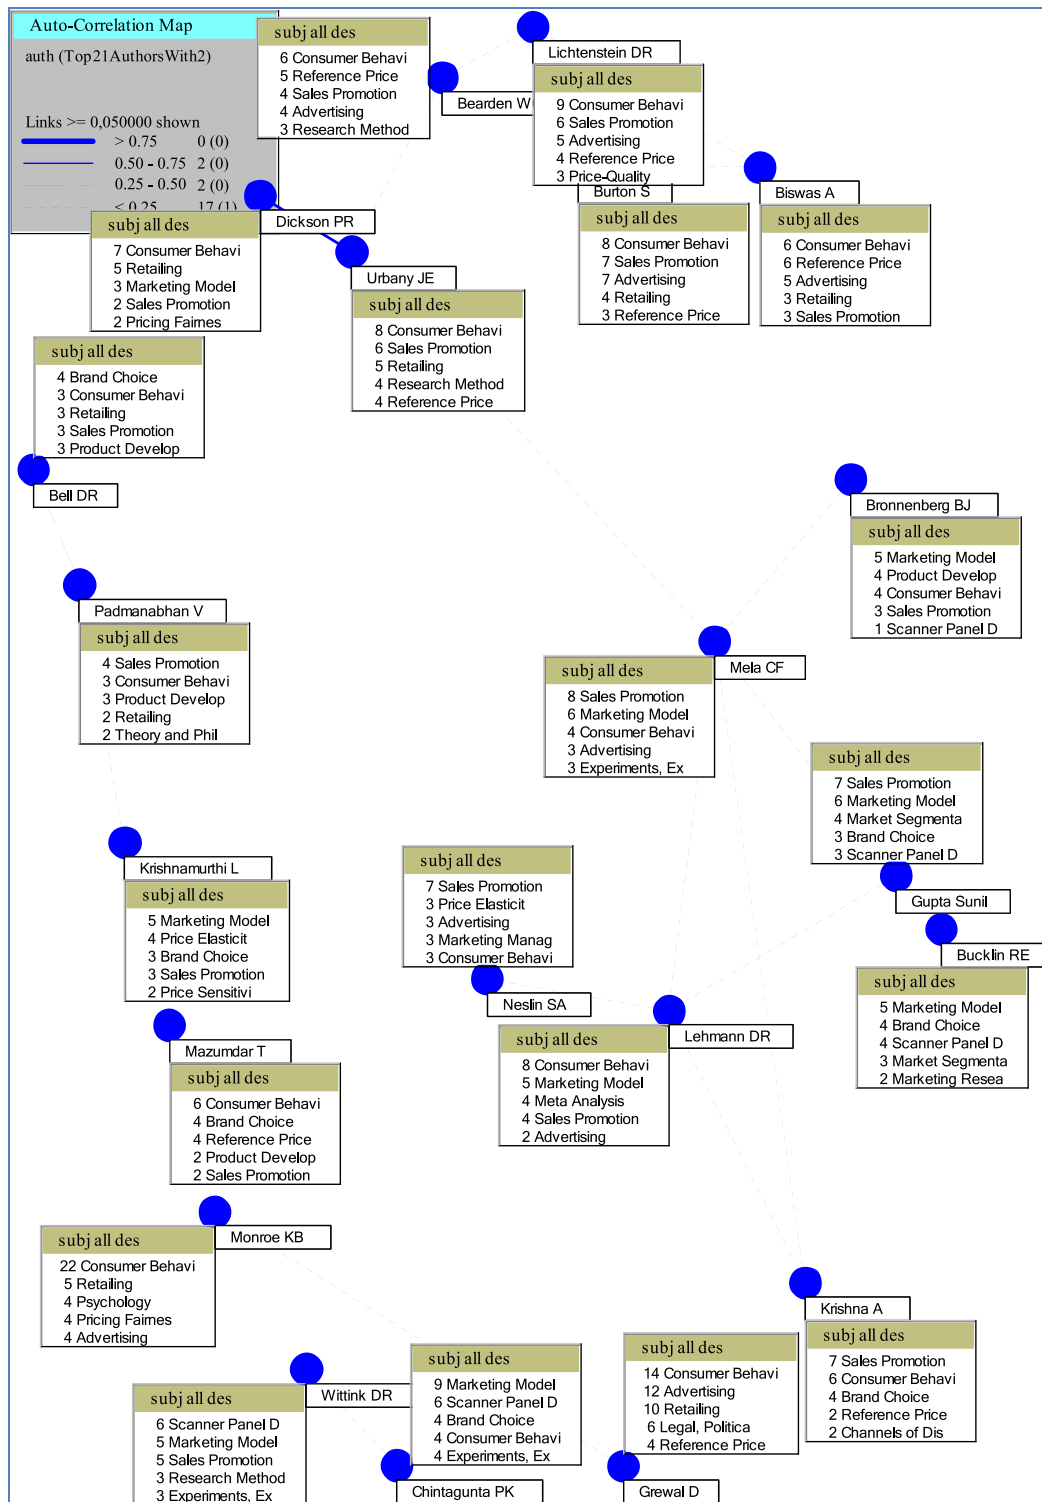 Auto-Correlation Map
auth (Top21AuthorsWith2)
Links >= 0,050000 shown
> 0.75 0 (0)
0.50 - 0.75 2 (0)
0.25 - 0.50 2 (0)
< 0.25 17 (1)
subj all des
6 Consumer Behavi
5 Reference Price
4 Sales Promotion
4 Advertising
3 Research Method
Bearden W
Lichtenstein DR
subj all des
9 Consumer Behavi
6 Sales Promotion
5 Advertising
4 Reference Price
3 Price-Quality
Burton S
subj all des
8 Consumer Behavi
7 Sales Promotion
7 Advertising
4 Retailing
3 Reference Price
Biswas A
subj all des
6 Consumer Behavi
6 Reference Price
5 Advertising
3 Retailing
3 Sales Promotion
Dickson PR
subj all des
7 Consumer Behavi
5 Retailing
3 Marketing Model
2 Sales Promotion
2 Pricing Fairnes
Urbany JE
subj all des
8 Consumer Behavi
6 Sales Promotion
5 Retailing
4 Research Method
4 Reference Price
subj all des
4 Brand Choice
3 Consumer Behavi
3 Retailing
3 Sales Promotion
3 Product Develop
Bell DR
Bronnenberg BJ
subj all des
5 Marketing Model
4 Product Develop
4 Consumer Behavi
3 Sales Promotion
1 Scanner Panel D
Padmanabhan V
subj all des
4 Sales Promotion
3 Consumer Behavi
3 Product Develop
2 Retailing
2 Theory and Phil
Mela CF
subj all des
8 Sales Promotion
6 Marketing Model
4 Consumer Behavi
3 Advertising
3 Experiments, Ex
subj all des
7 Sales Promotion
6 Marketing Model
4 Market Segmenta
3 Brand Choice
3 Scanner Panel D
Gupta Sunil
Krishnamurthi L
subj all des
5 Marketing Model
4 Price Elasticit
3 Brand Choice
3 Sales Promotion
2 Price Sensitivi
subj all des
7 Sales Promotion
3 Price Elasticit
3 Advertising
3 Marketing Manag
3 Consumer Behavi
Neslin SA
Bucklin RE
subj all des
5 Marketing Model
4 Brand Choice
4 Scanner Panel D
3 Market Segmenta
2 Marketing Resea
Lehmann DR
subj all des
8 Consumer Behavi
5 Marketing Model
4 Meta Analysis
4 Sales Promotion
2 Advertising
Mazumdar T
subj all des
6 Consumer Behavi
4 Brand Choice
4 Reference Price
2 Product Develop
2 Sales Promotion
Monroe KB
subj all des
22 Consumer Behavi
5 Retailing
4 Psychology
4 Pricing Fairnes
4 Advertising
Krishna A
subj all des
7 Sales Promotion
6 Consumer Behavi
4 Brand Choice
2 Reference Price
2 Channels of Dis
Wittink DR
subj all des
6 Scanner Panel D
5 Marketing Model
5 Sales Promotion
3 Research Method
3 Experiments, Ex
subj all des
9 Marketing Model
6 Scanner Panel D
4 Brand Choice
4 Consumer Behavi
4 Experiments, Ex
Chintagunta PK
subj all des
14 Consumer Behavi
12 Advertising
10 Retailing
6 Legal, Politica
4 Reference Price
Grewal D